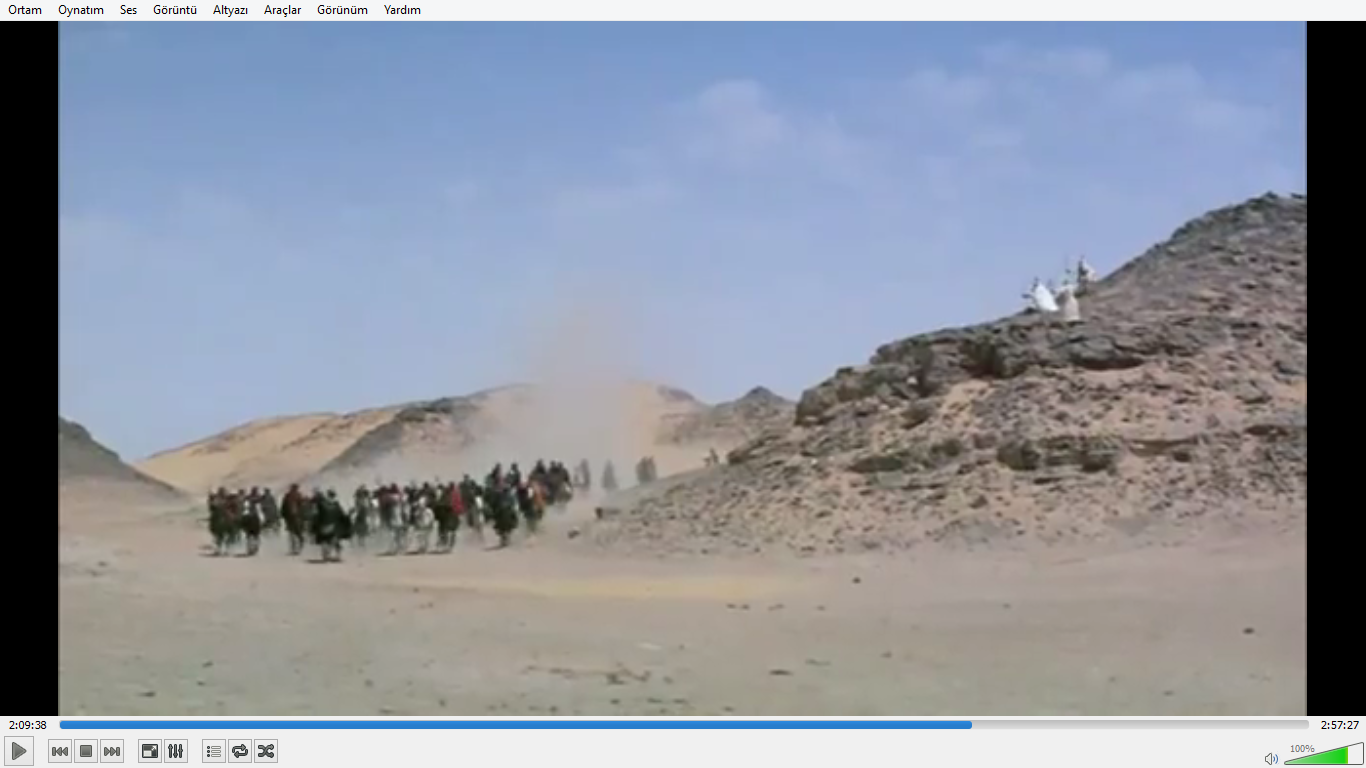 Ortam Oynatım Ses Görüntü Altyazı Araçlar Görünüm Yardım
2:09:38 2:57:27
100%